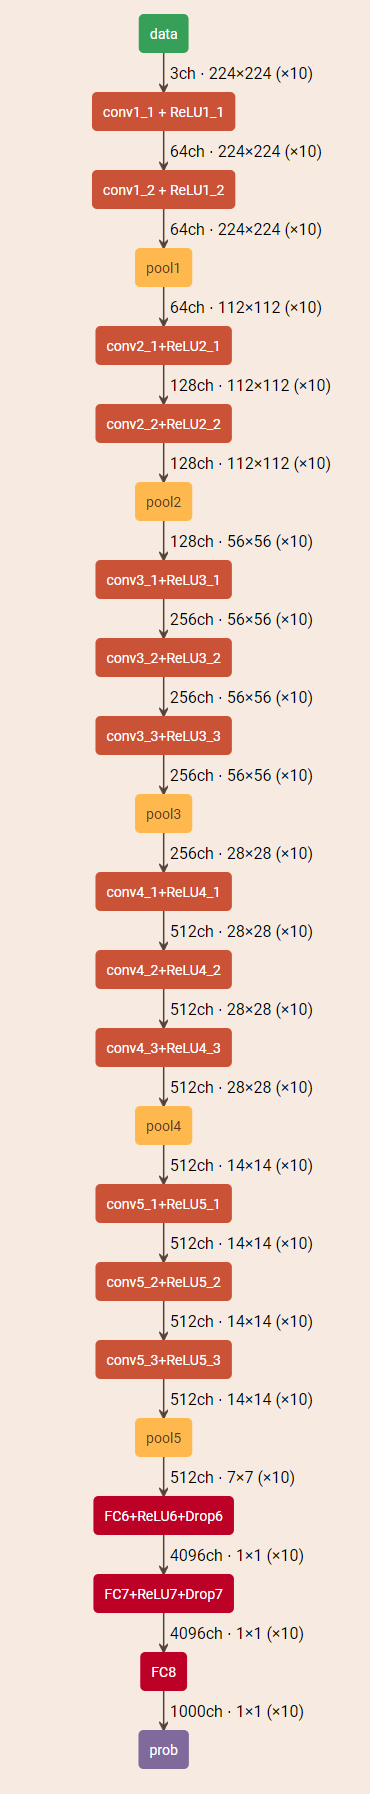 data
3ch · 224×224 (×10)
conv1_1 + ReLU1_1
64ch · 224×224 (×10)
conv1_2 + ReLU1_2
64ch · 224×224 (×10)
pool1
64ch · 112×112 (×10)
conv2_1+ReLU2_1
128ch · 112×112 (×10)
conv2_2+ReLU2_2
128ch · 112×112 (×10)
pool2
128ch · 56×56 (×10)
conv3_1+ReLU3_1
256ch · 56×56 (×10)
conv3_2+ReLU3_2
256ch · 56×56 (×10)
conv3_3+ReLU3_3
256ch · 56×56 (×10)
pool3
256ch · 28×28 (×10)
conv4_1+ReLU4_1
512ch · 28×28 (×10)
conv4_2+ReLU4_2
512ch · 28×28 (×10)
conv4_3+ReLU4_3
512ch · 28×28 (×10)
pool4
512ch · 14×14 (×10)
conv5_1+ReLU5_1
512ch · 14×14 (×10)
conv5_2+ReLU5_2
512ch · 14×14 (×10)
conv5_3+ReLU5_3
512ch · 14×14 (×10)
pool5
512ch · 7×7 (×10)
FC6+ReLU6+Drop6
4096ch · 1×1 (×10)
FC7+ReLU7+Drop7
4096ch · 1×1 (×10)
FC8
1000ch · 1×1 (×10)
prob